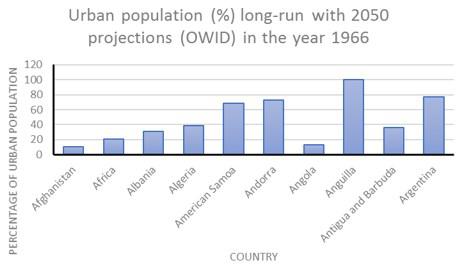 Urban population (%) long-run with 2050
projections (OWID) in the year 1966
PERCENTAGE OF URBAN POPULATION
120
100
80
60
40
20
0
Afghanistan
Africa
Albania
Algeria
American Samoa
Andorra
Angola
Anguilla
Antigua and Barbuda
Argentina
COUNTRY